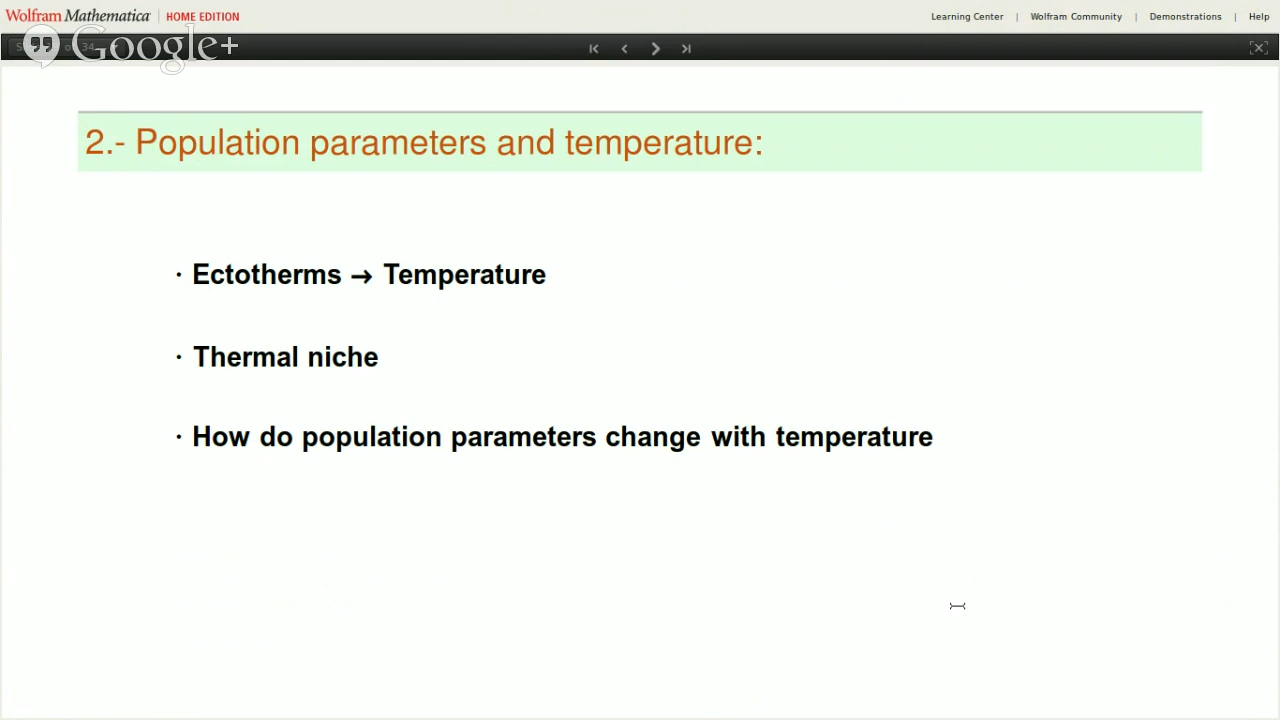 Wolfram Mathematica | HOME EDITION
Learning Center | Wolfram Community | Demonstrations | Help
Google+
34
2.- Population parameters and temperature:
· Ectotherms → Temperature
· Thermal niche
· How do population parameters change with temperature